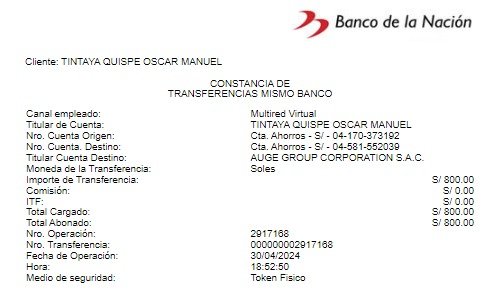 Banco de la Nación
Cliente: TINTAYA QUISPE OSCAR MANUEL
CONSTANCIA DE
TRANSFERENCIAS MISMO BANCO
Canal empleado: Multired Virtual
Titular de Cuenta: TINTAYA QUISPE OSCAR MANUEL
Nro. Cuenta Origen: Cta. Ahorros - S/ - 04-170-373192
Nro. Cuenta. Destino: Cta. Ahorros - S/ - 04-581-552039
Titular Cuenta Destino: AUGE GROUP CORPORATION S.A.C.
Moneda de la Transferencia: Soles
Importe de Transferencia: S/ 800.00
Comisión: S/ 0.00
ITF: S/ 0.00
Total Cargado: S/ 800.00
Total Abonado: S/ 800.00
Nro. Operación: 2917168
Nro. Transferencia: 000000002917168
Fecha de Operación: 30/04/2024
Hora: 18:52:50
Medio de seguridad: Token Fisico